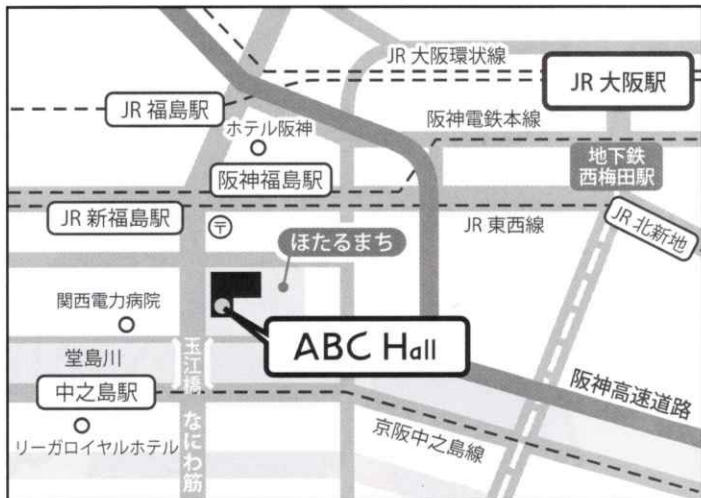 JR 大阪環状線
JR 大阪駅
JR 福島駅
ホテル阪神
阪神電鉄本線
地下鉄
西梅田駅
阪神福島駅
JR 新福島駅
〒
JR 東西線
JR 北新地
ほたるまち
関西電力病院
ABC Hall
堂島川
玉江橋
なにわ筋
中之島駅
阪神高速道路
リーガロイヤルホテル
京阪中之島線